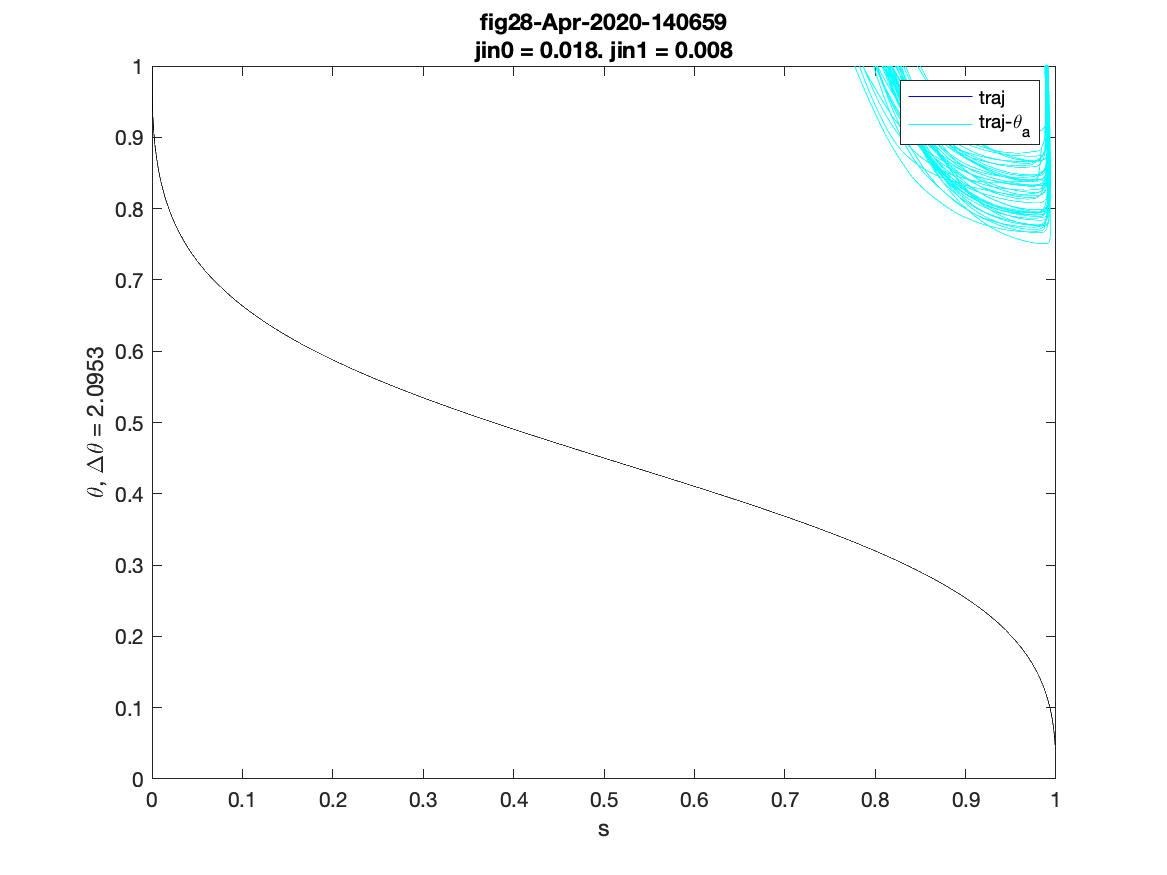 fig28-Apr-2020-140659
jin0 = 0.018. jin1 = 0.008
traj
traj-θa
1
0.9
0.8
0.7
0.6
0.5
0.4
0.3
0.2
0.1
0
θ, Δθ = 2.0953
0 0.1 0.2 0.3 0.4 0.5 0.6 0.7 0.8 0.9 1
s